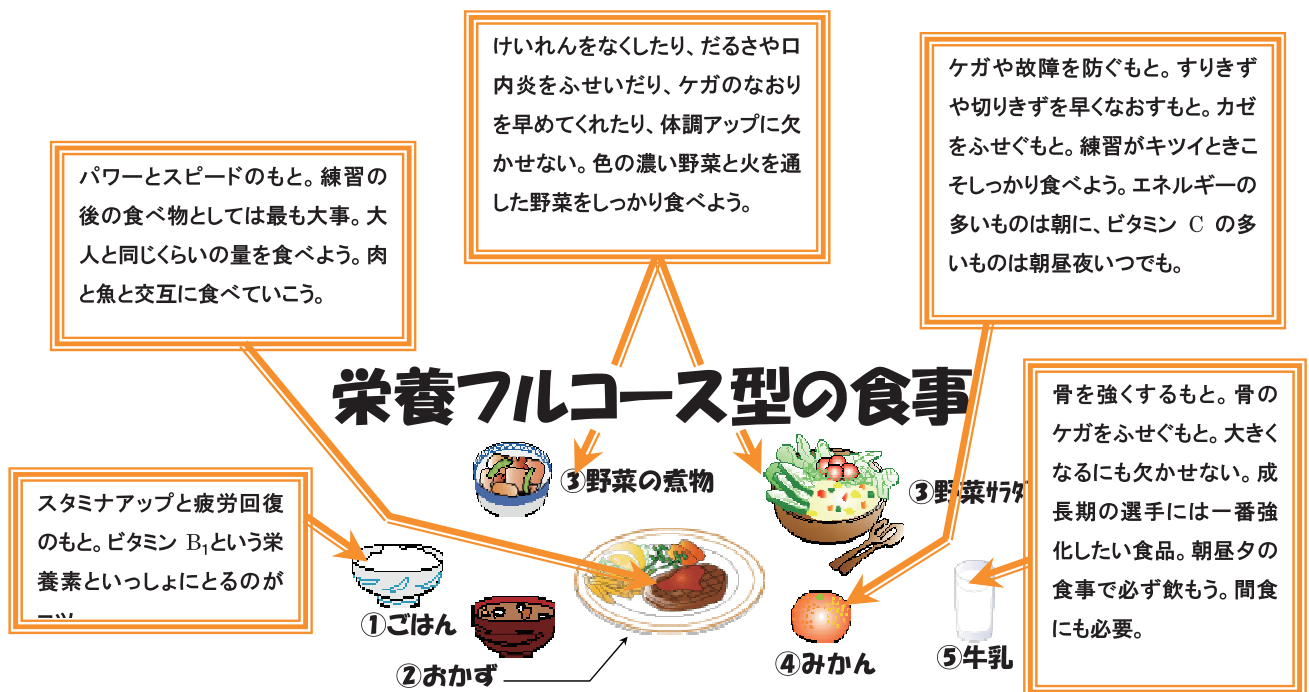 けいれんをなくしたり、だるさや口
内炎をふせいだり、ケガのなおり
を早めてくれたり、体調アップに欠
かせない。色の濃い野菜と火を通
した野菜をしっかり食べよう。
ケガや故障を防ぐもと。すりきず
や切りきずを早くなおすもと。カゼ
をふせぐもと。練習がキツイときこ
そしっかり食べよう。エネルギーの
多いものは朝に、ビタミン C の多
いものは朝昼夜いつでも。
パワーとスピードのもと。練習の
後の食べ物としては最も大事。大
人と同じくらいの量を食べよう。肉
と魚と交互に食べていこう。
栄養フルコース型の食事
骨を強くするもと。骨の
ケガをふせぐもと。大きく
なるにも欠かせない。成
長期の選手には一番強
化したい食品。朝昼夕の
食事で必ず飲もう。間食
にも必要。
スタミナアップと疲労回復
のもと。ビタミン B₁という栄
養素といっしょにとるのが
③野菜の煮物
③野菜サラダ
①ごはん
②おかず
④みかん
⑤牛乳